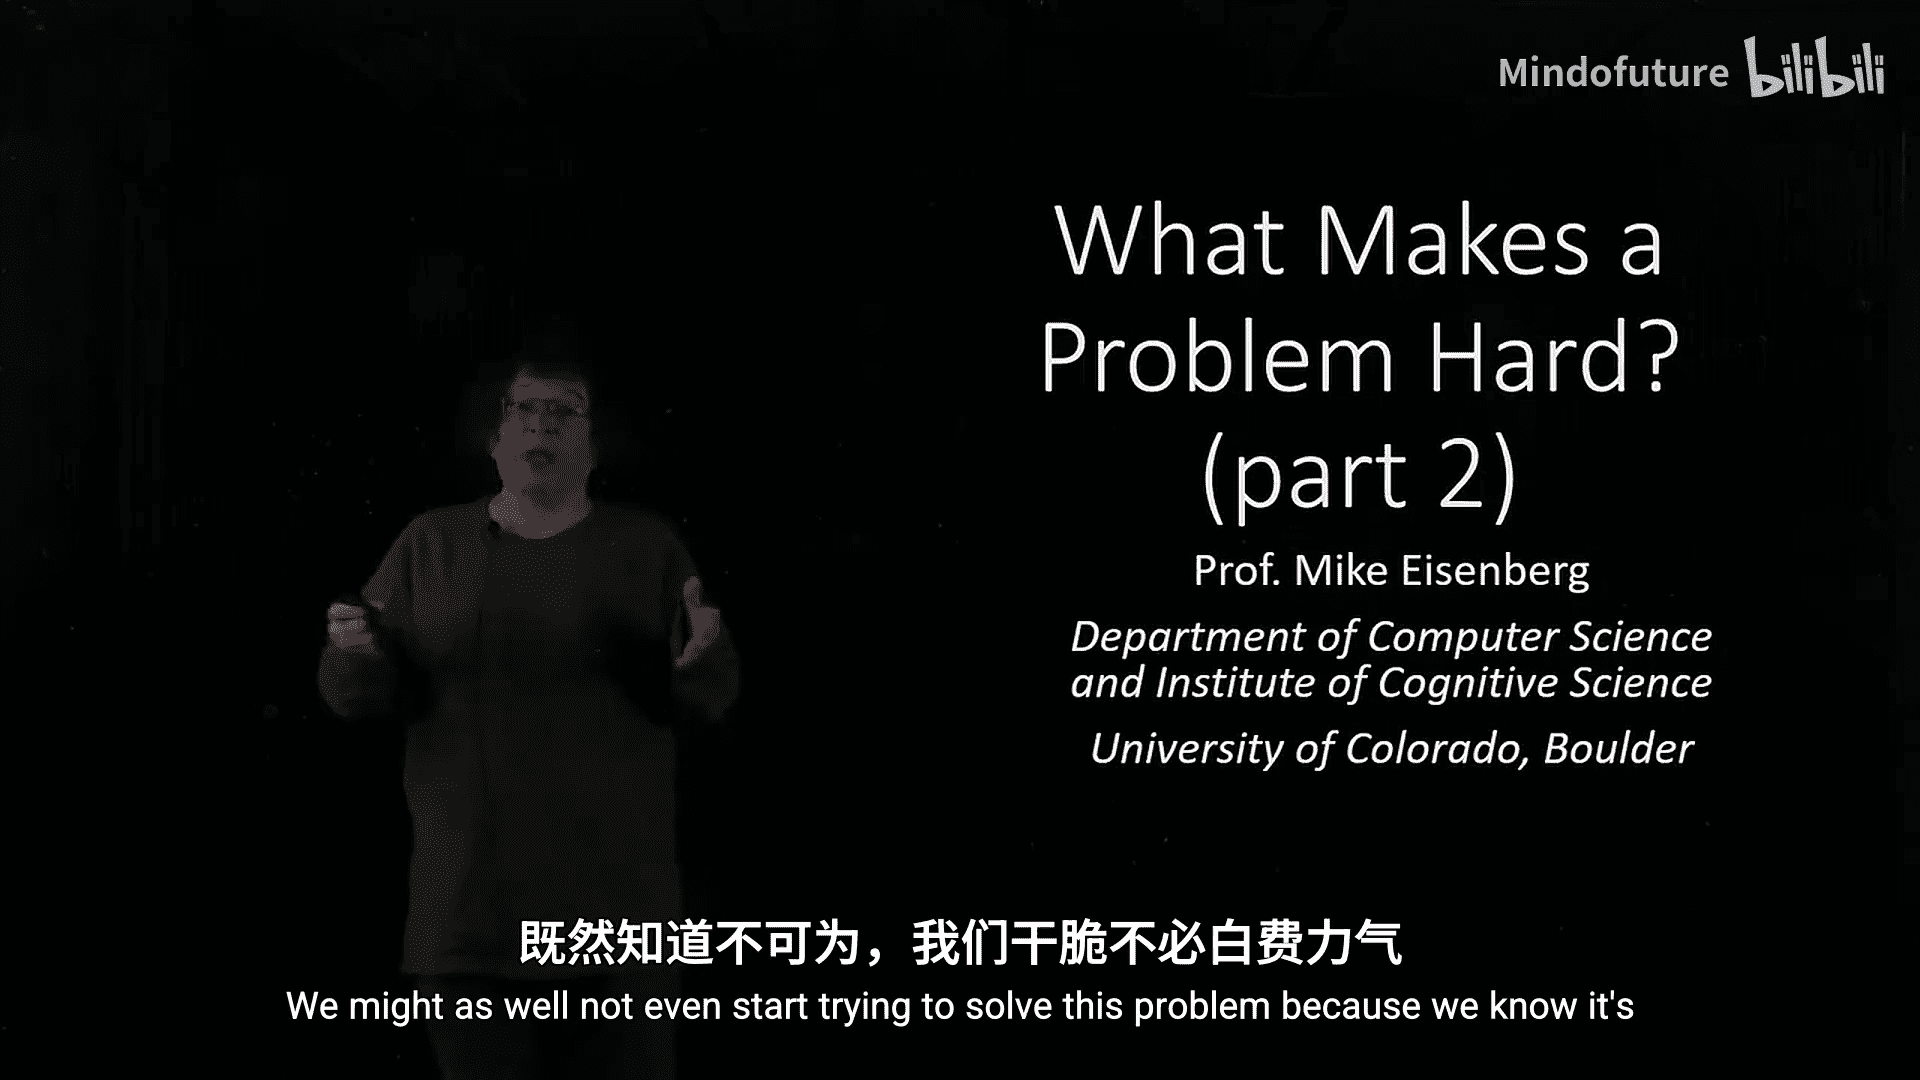 Mindofuture bilibili
What Makes a
Problem Hard?
(part 2)
Prof. Mike Eisenberg
Department of Computer Science
and Institute of Cognitive Science
University of Colorado, Boulder
既然知道不可为，我们干脆不必白费力气
We might as well not even start trying to solve this problem because we know it's